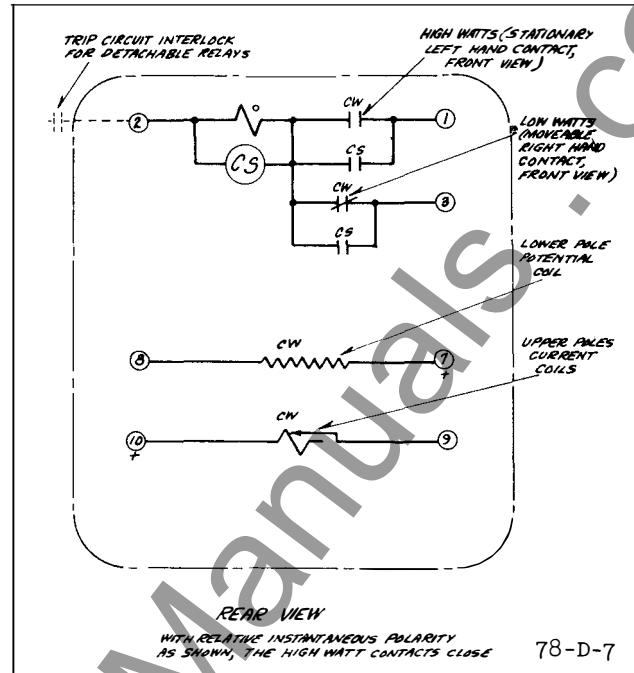 TRIP CIRCUIT INTERLOCK
FOR DETACHABLE RELAYS
HIGH WATTS (STATIONARY
LEFT HAND CONTACT,
FRONT VIEW)
2
CW
1
CS
CS
LOW WATTS
(MOVEABLE
RIGHT HAND
CONTACT,
FRONT VIEW)
CW
3
CS
LOWER POLE
POTENTIAL
COIL
8
CW
7
+
UPPER POLES
CURRENT
COILS
10
+
CW
9
REAR VIEW
WITH RELATIVE INSTANTANEOUS POLARITY
AS SHOWN, THE HIGH WATT CONTACTS CLOSE
78-D-7
Manuals . c